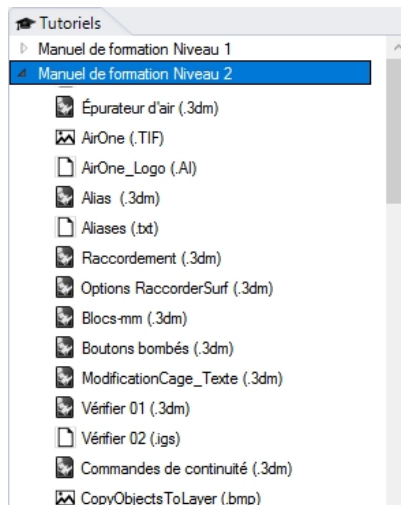 Tutoriels
Manuel de formation Niveau 1
Manuel de formation Niveau 2
Épurateur d'air (.3dm)
AirOne (.TIF)
AirOne_Logo (.AI)
Alias (.3dm)
Aliases (.txt)
Raccordement (.3dm)
Options RaccorderSurf (.3dm)
Blocs-mm (.3dm)
Boutons bombés (.3dm)
ModificationCage_Texte (.3dm)
Vérifier 01 (.3dm)
Vérifier 02 (.igs)
Commandes de continuité (.3dm)
CopyObjectsToLayer (.bmp)